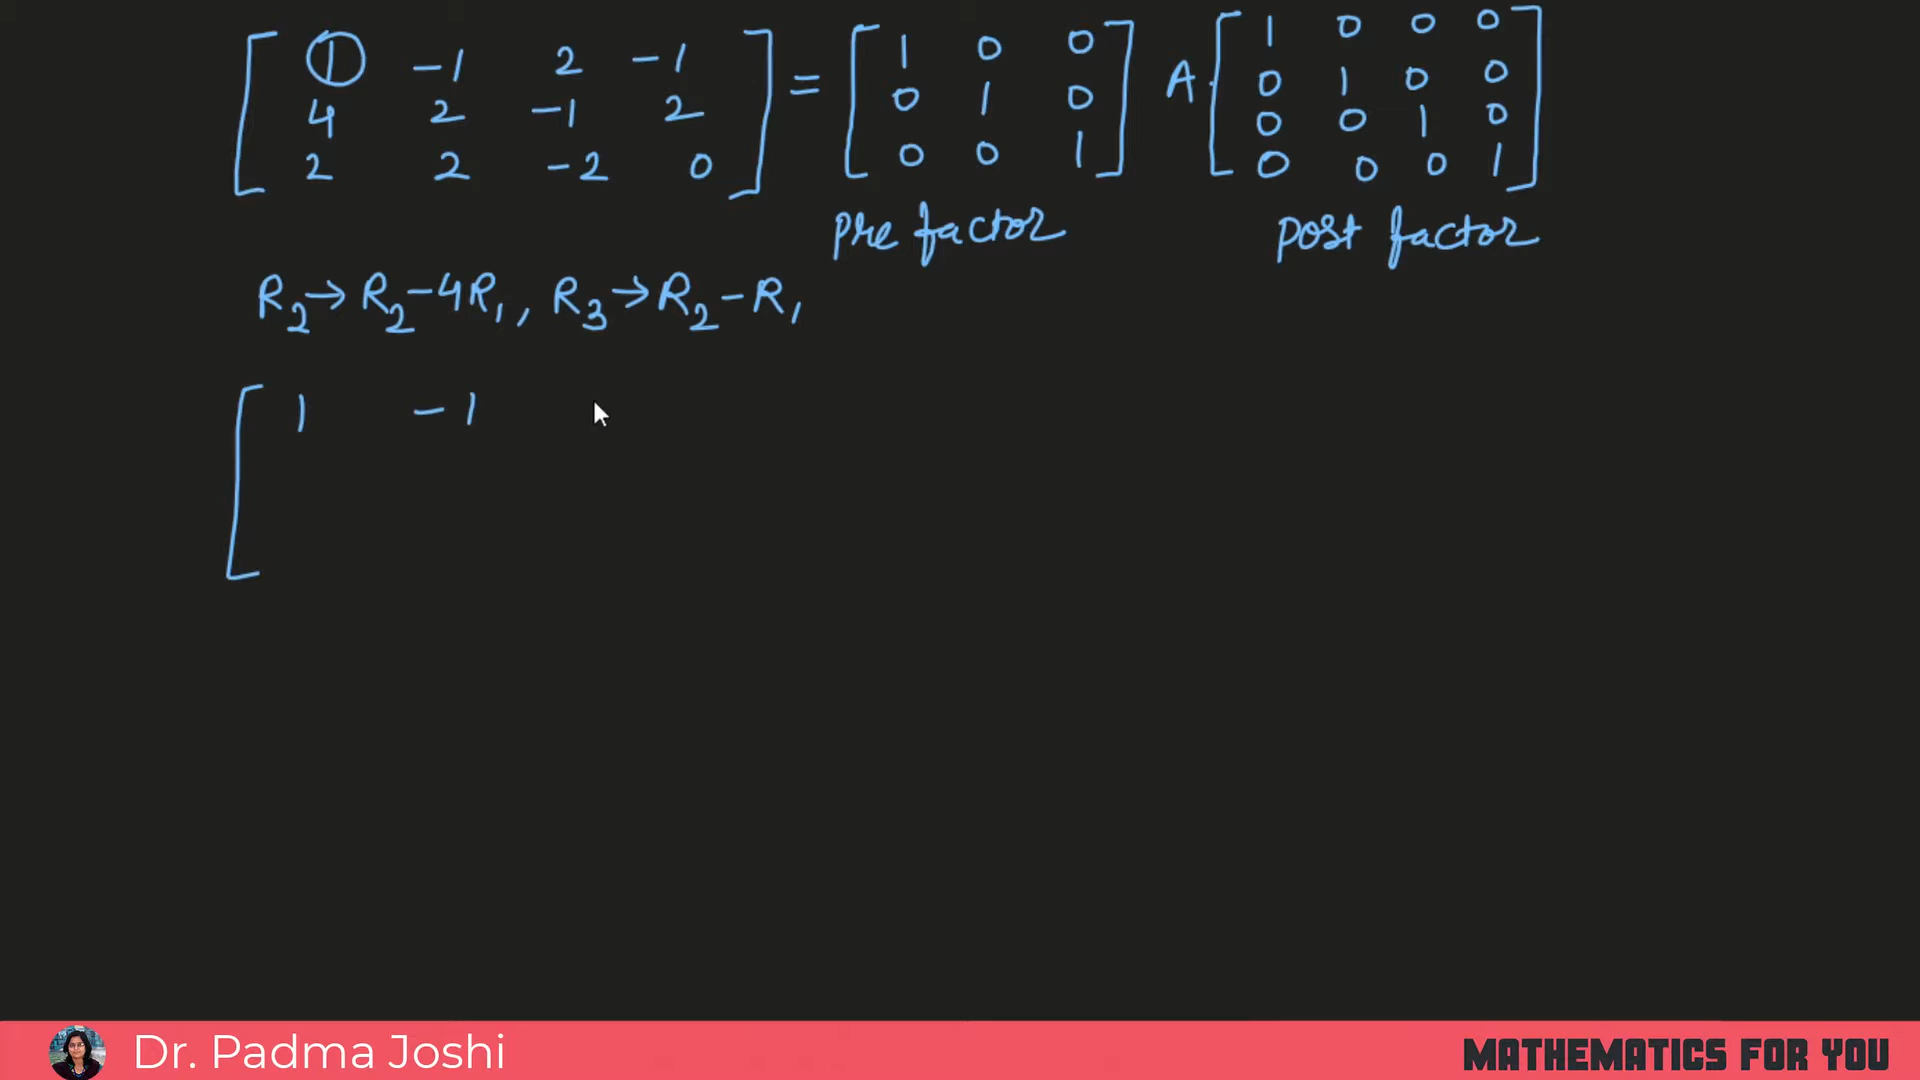 [ 1 -1 2 -1 ] = [ 1 0 0 ] A. [ 1 0 0 0 ]
4 2 -1 2 0 1 0 0 1 0 0
2 2 -2 0 0 0 1 0 0 1 0
0 0 0 1
Pre factor Post factor
R₂→R₂-4R₁, R₃→R₂-R₁
[ 1 -1
Dr. Padma Joshi MATHEMATICS FOR YOU